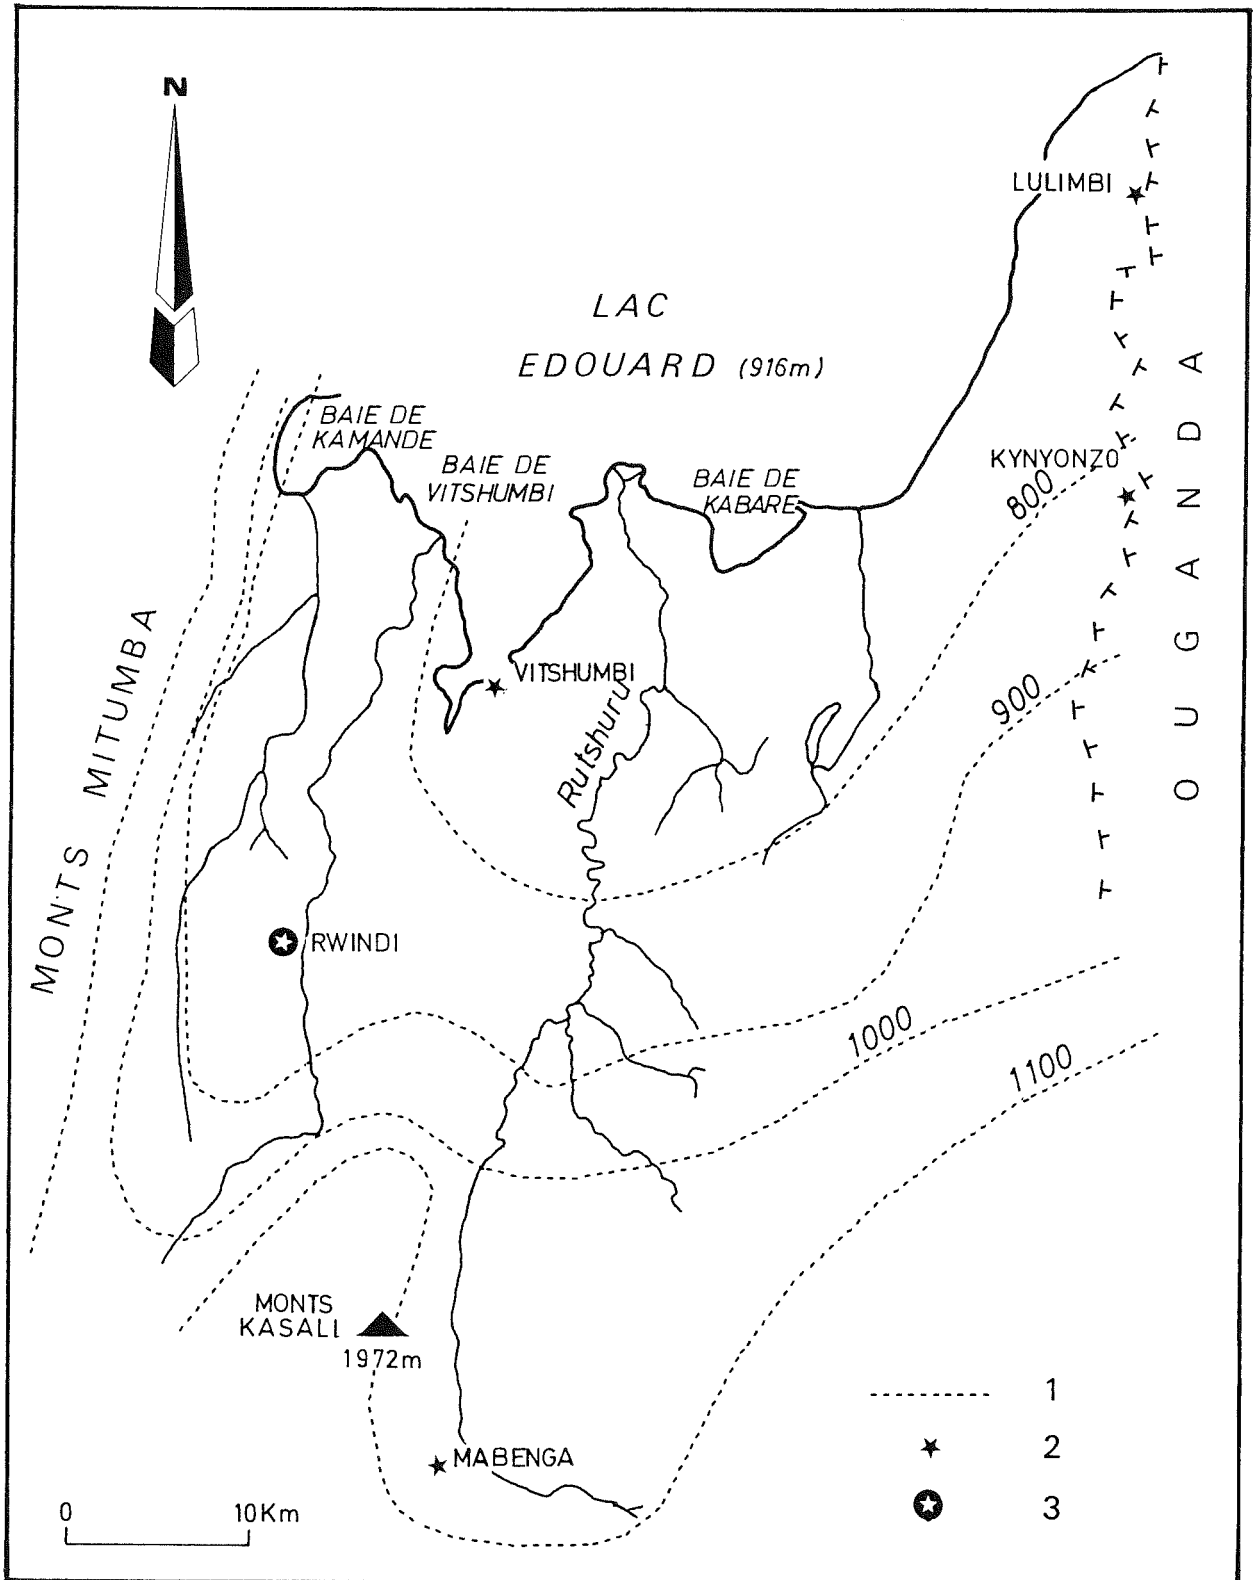 N
LULIMBI
LAC
EDOUARD (916m)
OUGANDA
BAIE DE
KAMANDE
BAIE DE
VITSHUMBI
BAIE DE
KABARE
KYNYONZO
800
MONTS MITUMBA
VITSHUMBI
Rutshuru
900
RWINDI
1000
1100
MONTS
KASALI
1972m
MABENGA
0 10Km
1
2
3